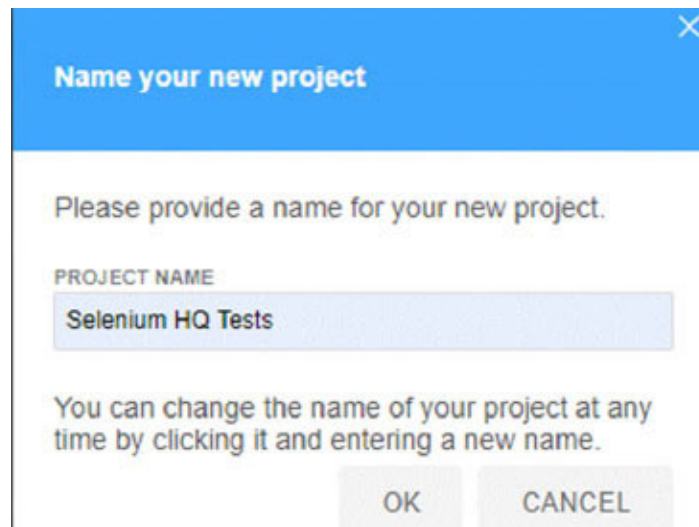 Name your new project
Please provide a name for your new project.
PROJECT NAME
Selenium HQ Tests
You can change the name of your project at any
time by clicking it and entering a new name.
OK CANCEL